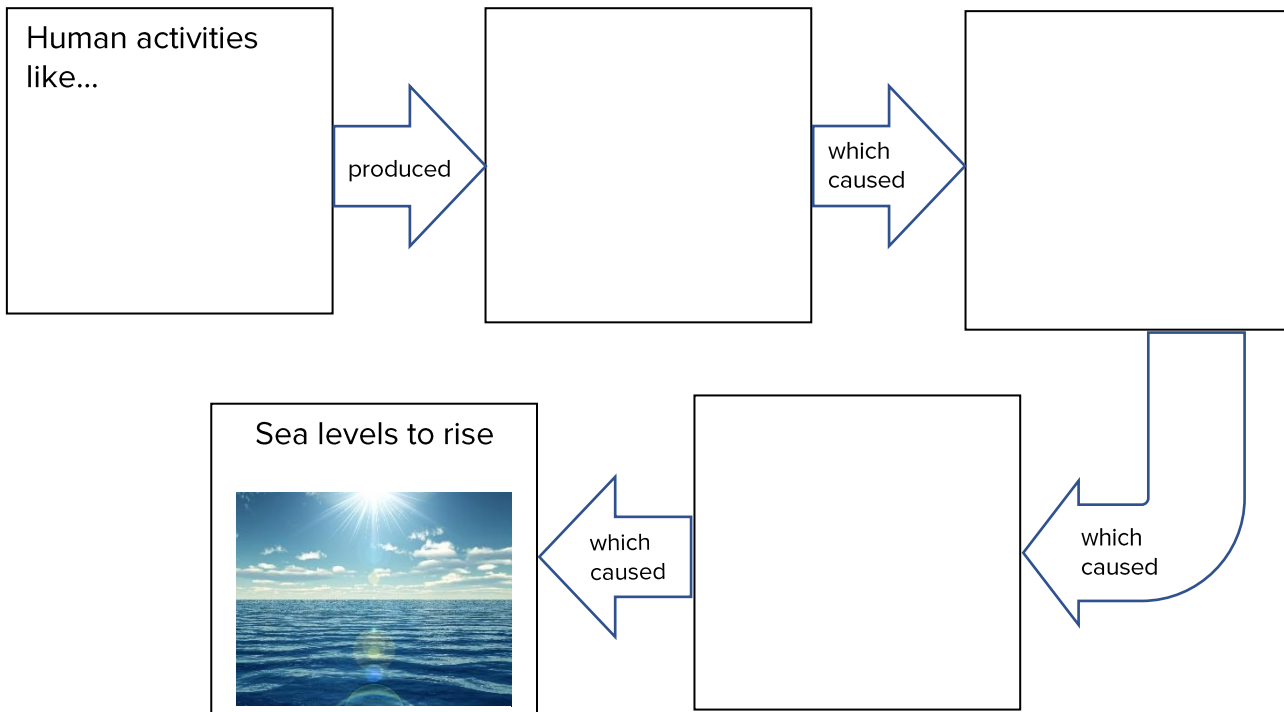 Human activities
like...
produced
which
caused
which
caused
which
caused
Sea levels to rise